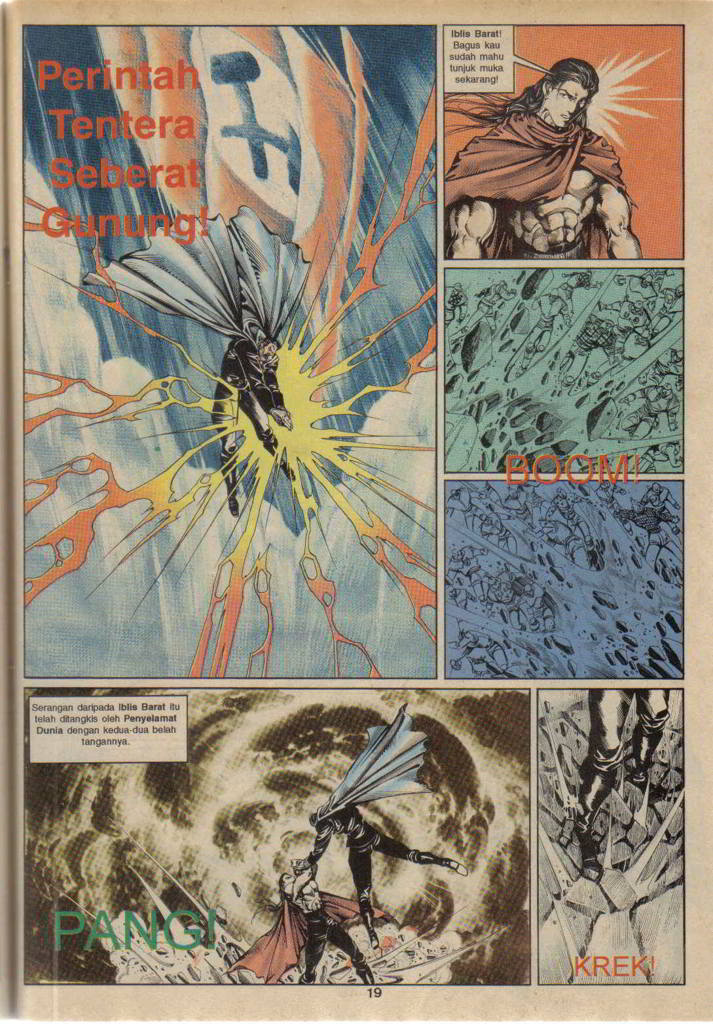 Perintah
Tentera
Seberat
Gunung!
Iblis Barat!
Bagus kau
sudah mahu
tunjuk muka
sekarang!
BOOM!
Serangan daripada Iblis Barat itu
telah ditangkis oleh Penyelamat
Dunia dengan kedua-dua belah
tangannya.
PANG!
KREK!
19